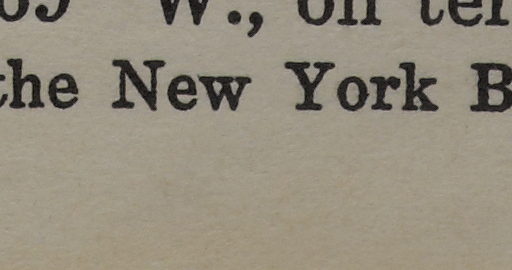 W., on
the New York B